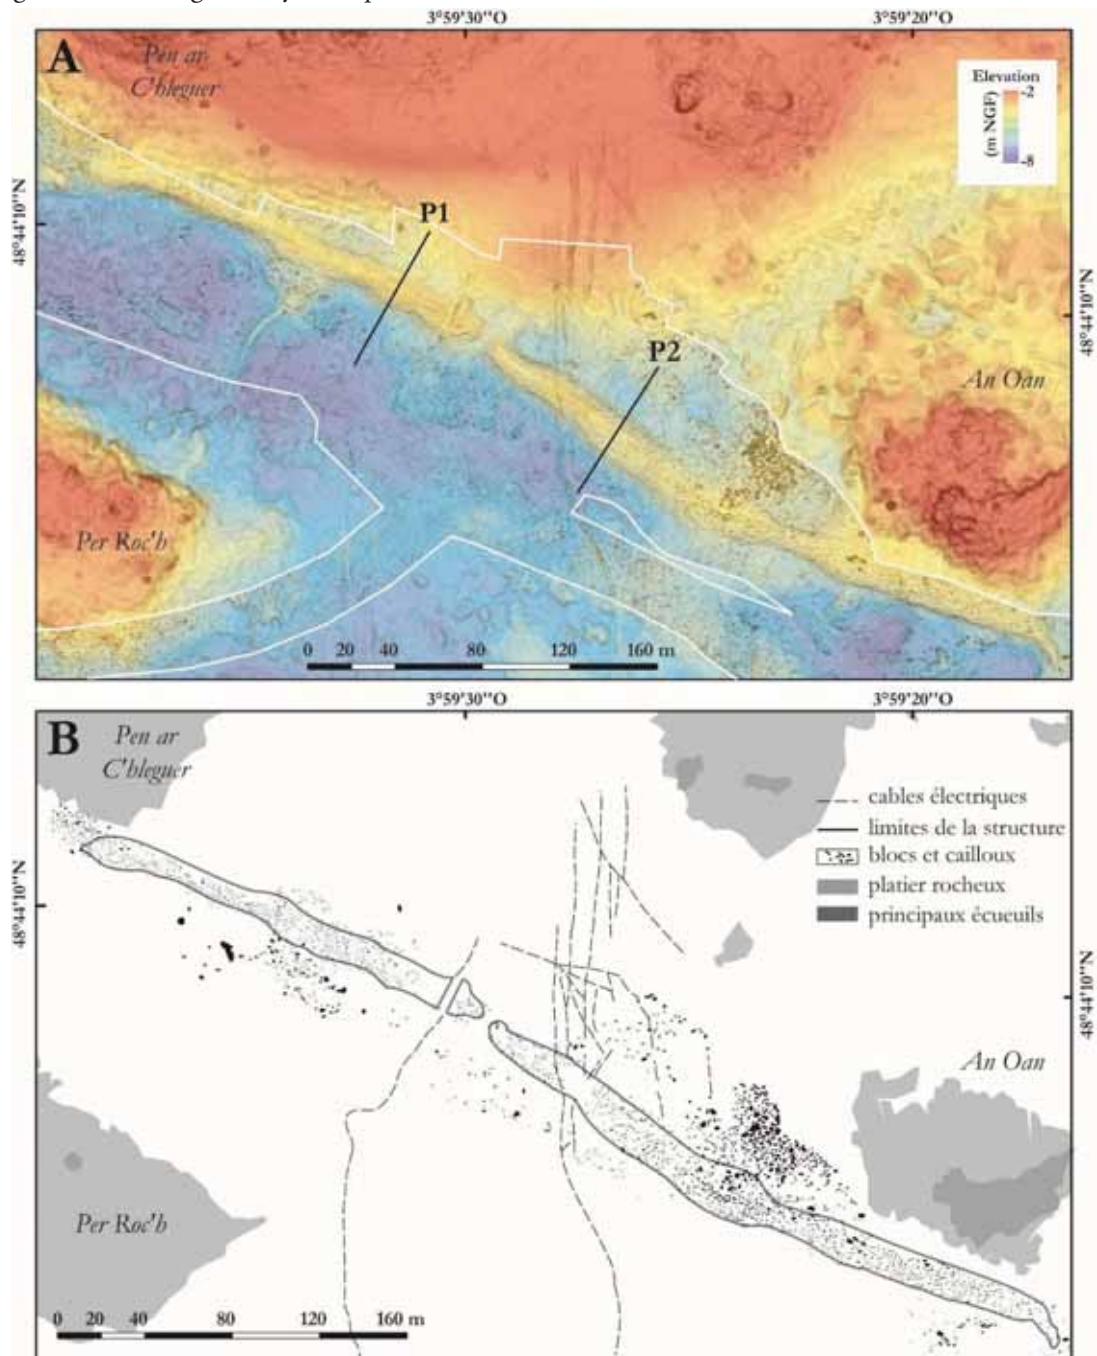 3°59'30''O
3°59'20''O
A
Pen ar
C'hleguer
Elevation
(m NGF)
-2
-8
48°44'10''N
P1
48°44'10''N
P2
An Oan
Per Roc'h
0 20 40 80 120 160 m
3°59'30''O
3°59'20''O
B
Pen ar
C'hleguer
cables électriques
limites de la structure
blocs et cailloux
platier rocheux
principaux écueuils
48°44'10''N
48°44'10''N
An Oan
Per Roc'h
0 20 40 80 120 160 m